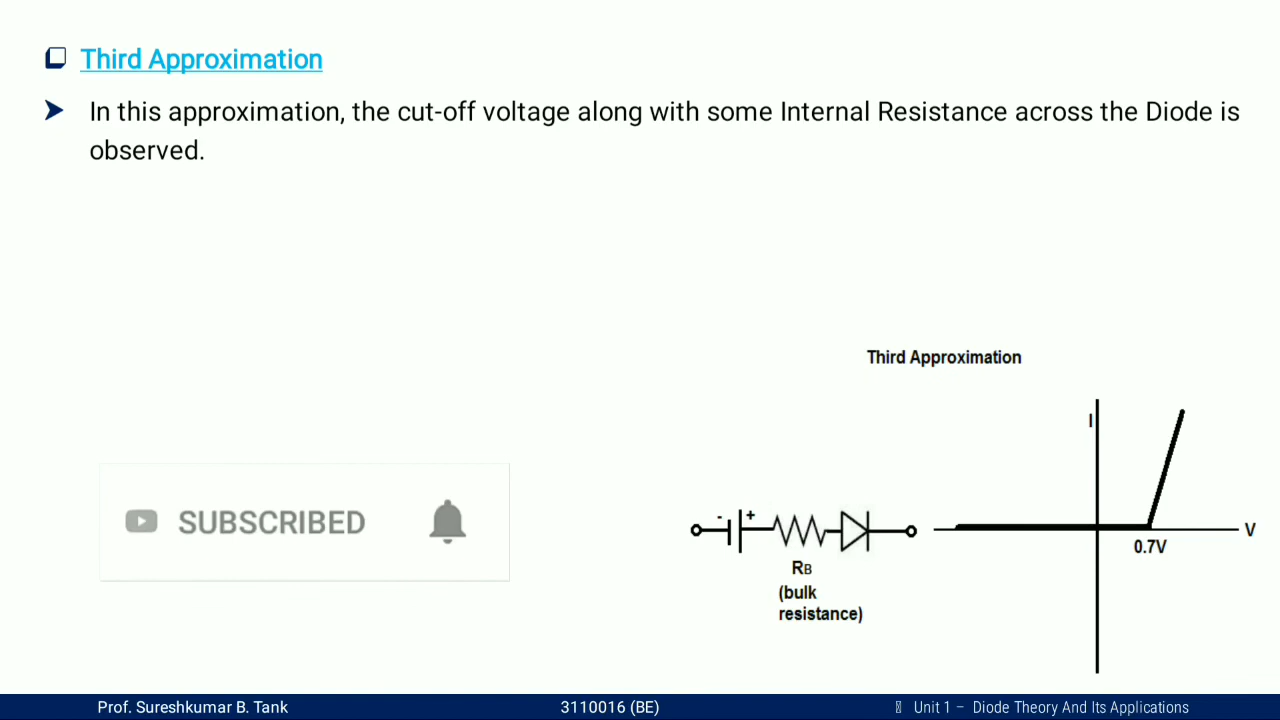 Third Approximation
In this approximation, the cut-off voltage along with some Internal Resistance across the Diode is
observed.
Third Approximation
I
SUBSCRIBED
- +
V
0.7V
RB
(bulk
resistance)
Prof. Sureshkumar B. Tank 3110016 (BE) Unit 1 – Diode Theory And Its Applications